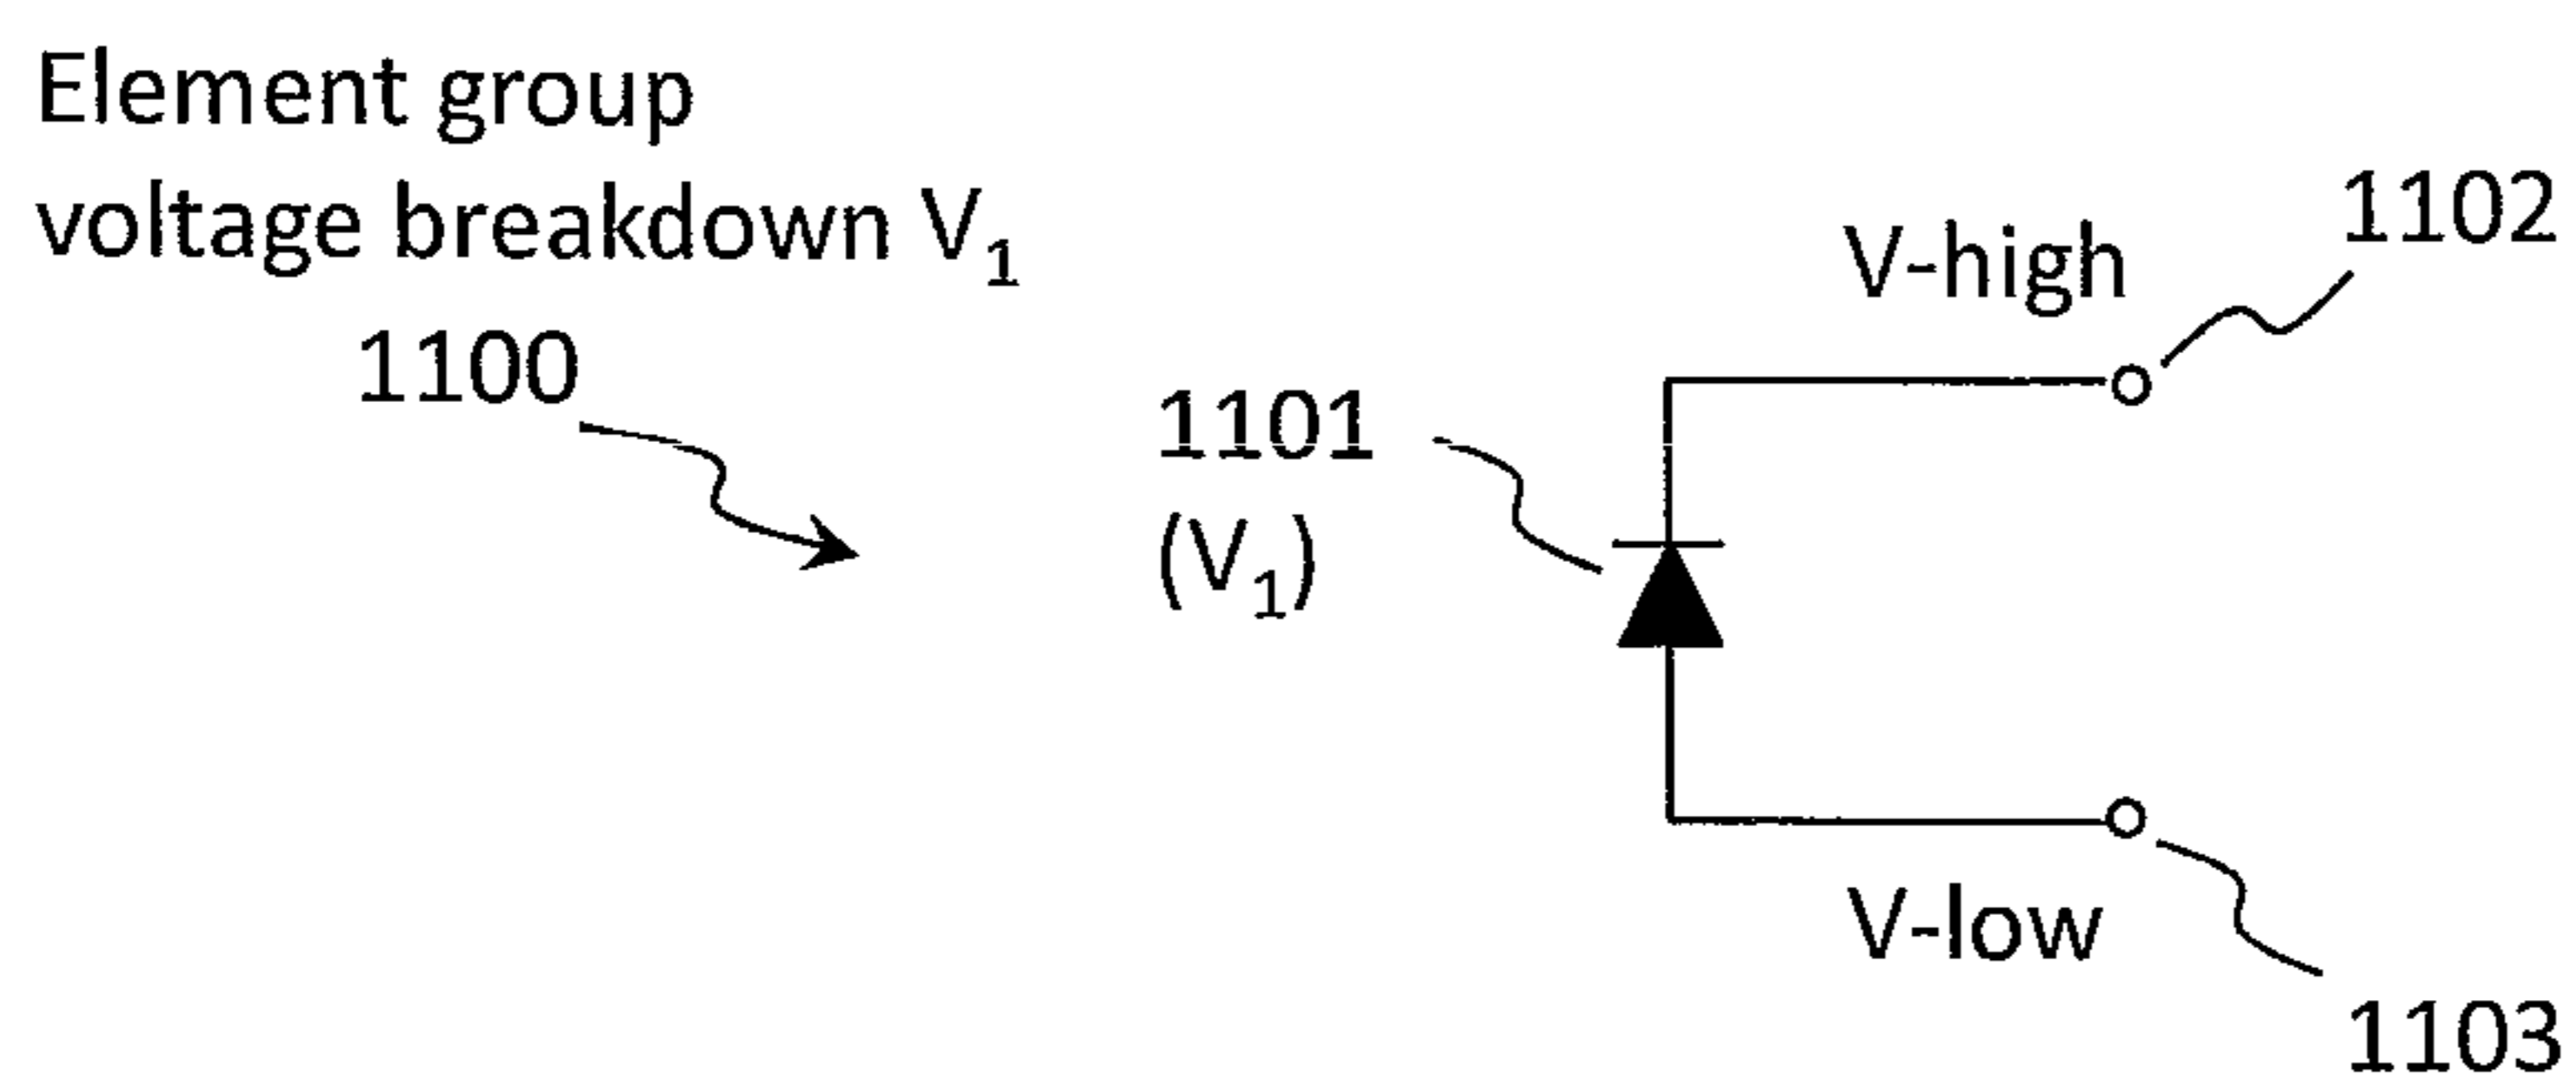 Element group
voltage breakdown V₁
1100
1101
(V₁)
V-high
1102
V-low
1103